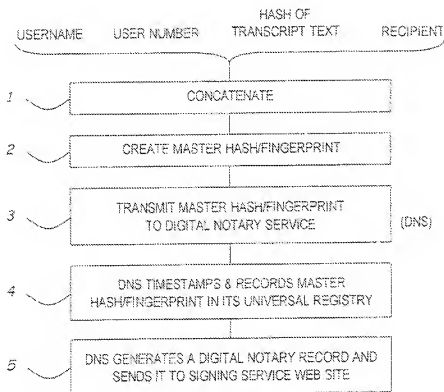 HASH OF
USERNAME USER NUMBER TRANSCRIPT TEXT RECIPIENT
1 CONCATENATE
2 CREATE MASTER HASH/FINGERPRINT
3 TRANSMIT MASTER HASH/FINGERPRINT
TO DIGITAL NOTARY SERVICE (DNS)
4 DNS TIMESTAMPS & RECORDS MASTER
HASH/FINGERPRINT IN ITS UNIVERSAL REGISTRY
5 DNS GENERATES A DIGITAL NOTARY RECORD AND
SENDS IT TO SIGNING SERVICE WEB SITE